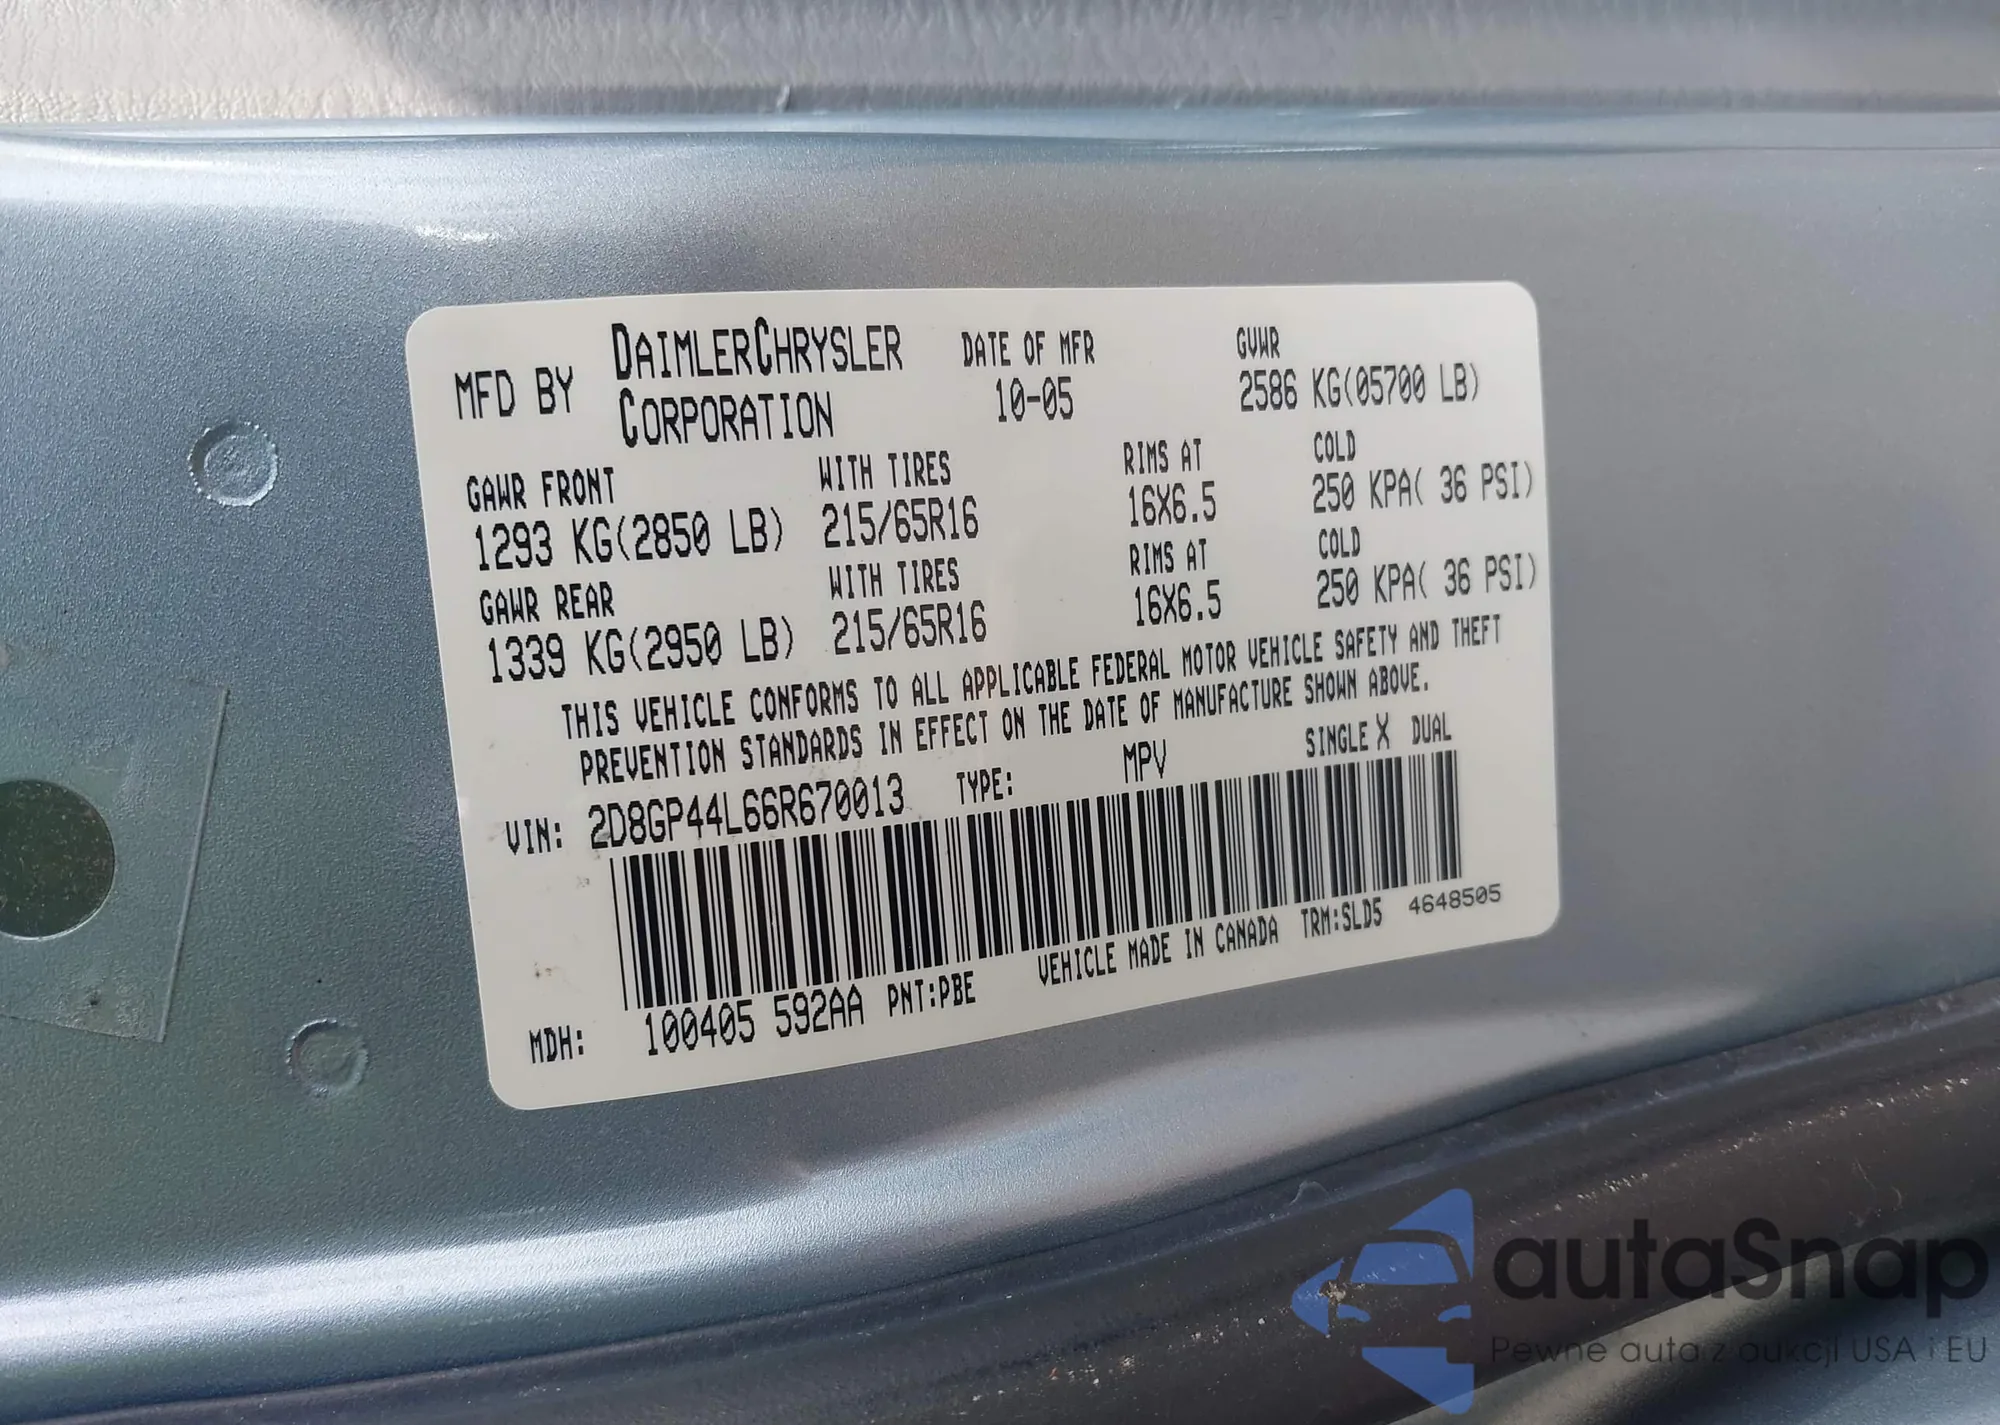 MFD BY DAIMLERCHRYSLER CORPORATION DATE OF MFR 10-05 GVWR 2586 KG(05700 LB)
GAWR FRONT WITH TIRES RIMS AT COLD
1293 KG(2850 LB) 215/65R16 16X6.5 250 KPA( 36 PSI)
GAWR REAR WITH TIRES RIMS AT COLD
1339 KG(2950 LB) 215/65R16 16X6.5 250 KPA( 36 PSI)
THIS VEHICLE CONFORMS TO ALL APPLICABLE FEDERAL MOTOR VEHICLE SAFETY AND THEFT
PREVENTION STANDARDS IN EFFECT ON THE DATE OF MANUFACTURE SHOWN ABOVE.
VIN: 2D8GP44L66R670013 TYPE: MPV SINGLE X DUAL
MDH: 100405 592AA PNT:PBE VEHICLE MADE IN CANADA TRM:SLD5 4648505
autaSnap
Pewne auta z aukcji USA i EU